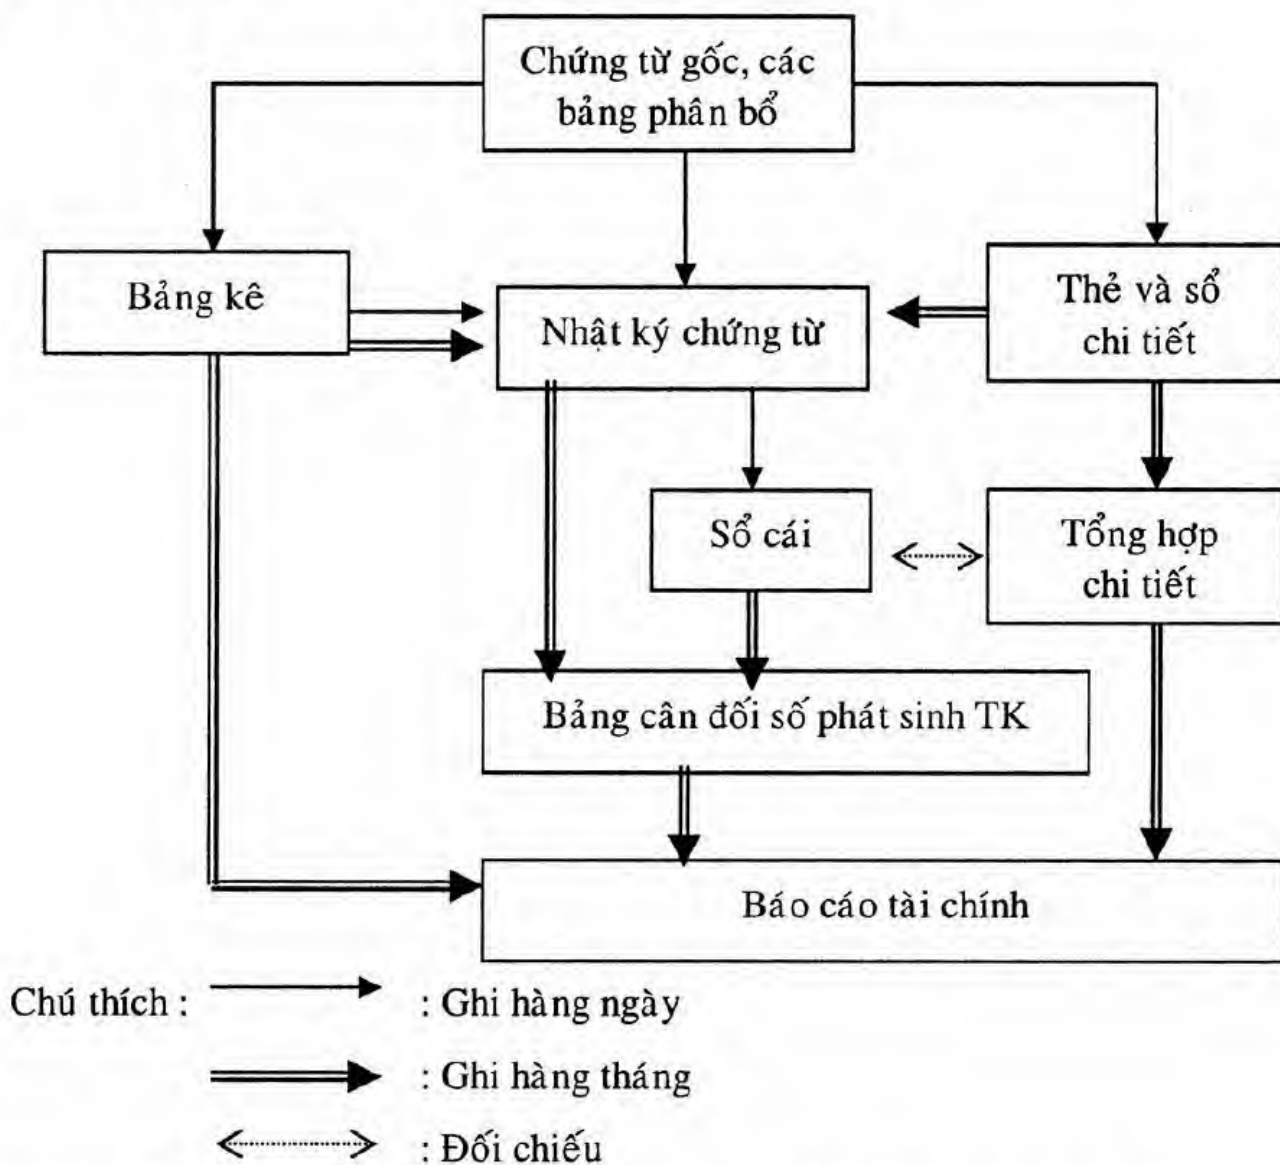 Chứng từ gốc, các
bảng phân bổ
Bảng kê
Nhật ký chứng từ
Thẻ và sổ
chi tiết
Sổ cái
Tổng hợp
chi tiết
Bảng cân đối số phát sinh TK
Báo cáo tài chính
Chú thích :
: Ghi hàng ngày
: Ghi hàng tháng
: Đối chiếu